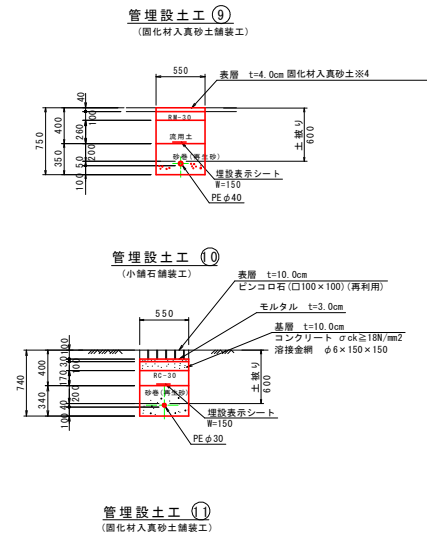 管埋設土工 ⑨
(固化材入真砂土舗装工)
550
表層 t=4.0cm 固化材入真砂土※4
40
100
260
200
50
100
400
350
750
RM-30
流用土
砂巻(再生砂)
土被り
600
埋設表示シート
W=150
PEφ40
管埋設土工 ⑩
(小舗石舗装工)
表層 t=10.0cm
ピンコロ石(□100×100)(再利用)
モルタル t=3.0cm
基層 t=10.0cm
コンクリート σck≧18N/mm2
溶接金網 φ6×150×150
550
100
30
100
170
200
40
100
400
340
740
RC-30
砂巻(再生砂)
土被り
600
埋設表示シート
W=150
PEφ30
管埋設土工 ⑪
(固化材入真砂土舗装工)